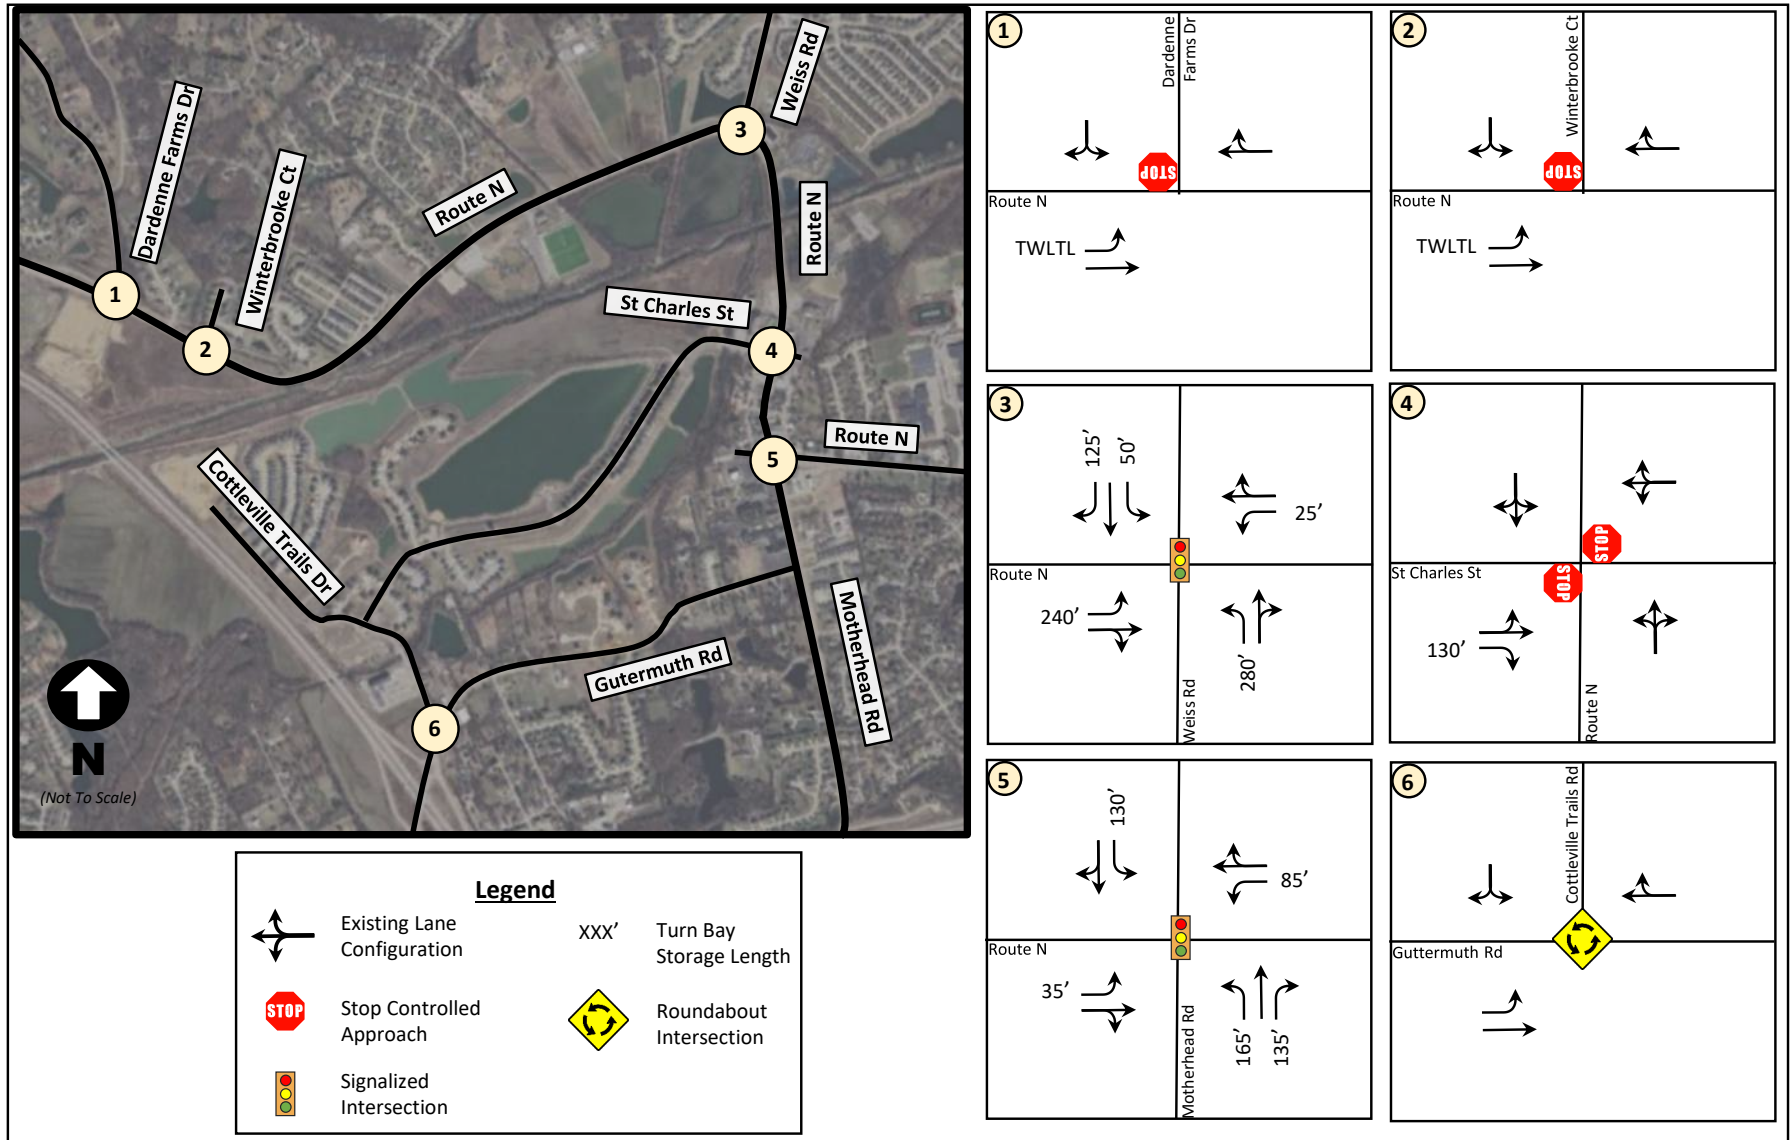 Dardenne Farms Dr
Winterbrooke Ct
Route N
Weiss Rd
Route N
St Charles St
Route N
Cottleville Trails Dr
Gutermuth Rd
Motherhead Rd
1
2
3
4
5
6
N
(Not To Scale)
Legend
Existing Lane
Configuration
XXX’
Turn Bay
Storage Length
STOP
Stop Controlled
Approach
Roundabout
Intersection
Signalized
Intersection
1
Dardenne
Farms Dr
STOP
Route N
TWLTL
2
Winterbrooke Ct
STOP
Route N
TWLTL
3
125’
50’
25’
Route N
240’
280’
Weiss Rd
4
STOP
St Charles St
STOP
130’
Route N
5
130’
85’
Route N
35’
165’
135’
Motherhead Rd
6
Cottleville Trails Rd
Guttermuth Rd